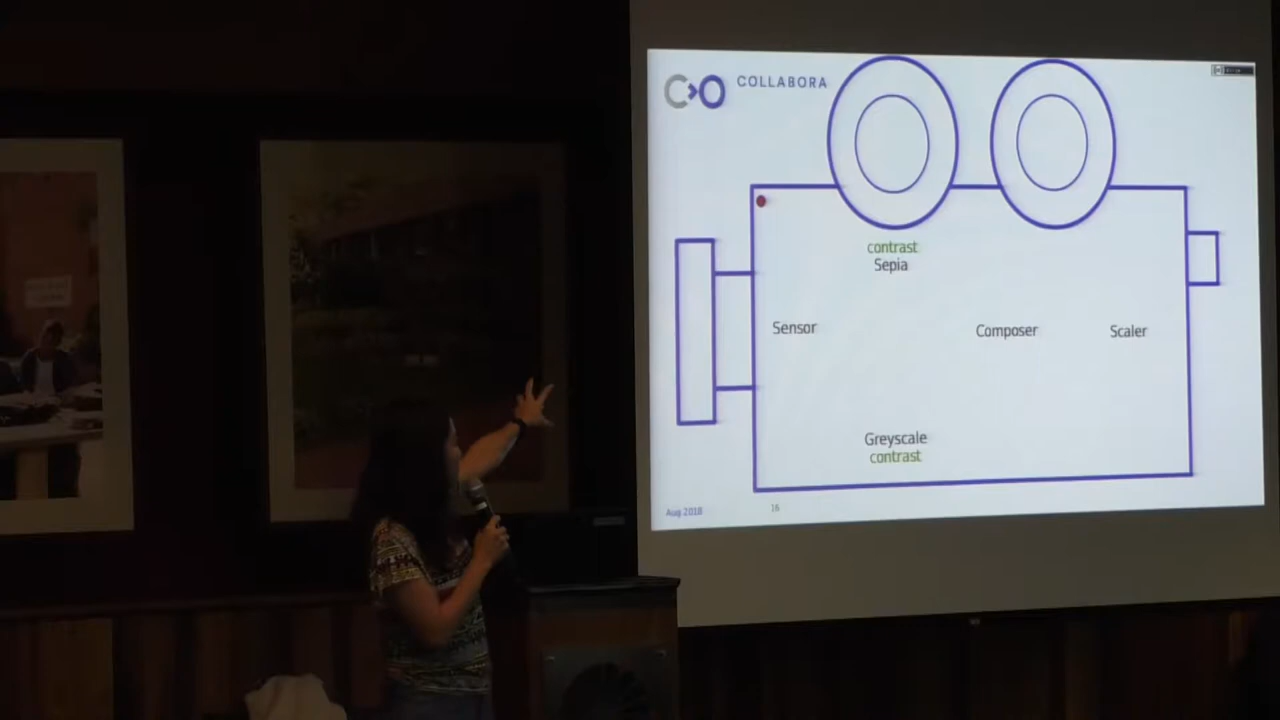 COLLABORA
contrast
Sepia
Sensor
Composer
Scaler
Greyscale
contrast
Aug 2018
16